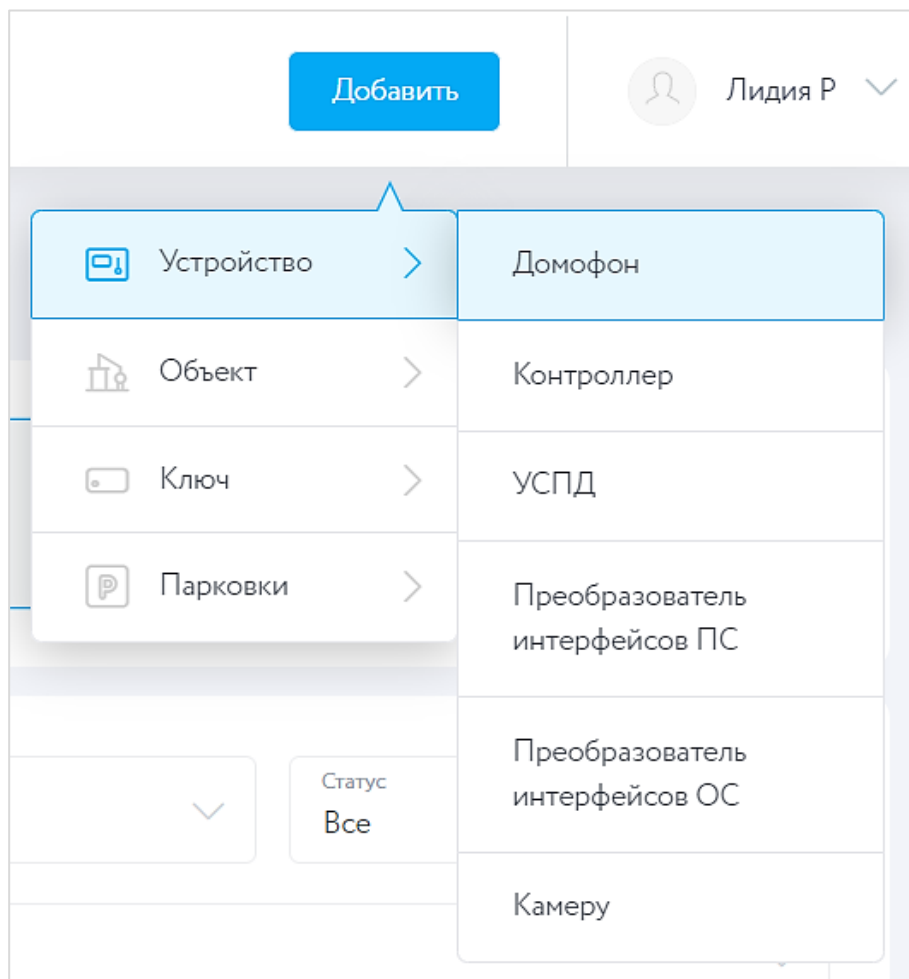 Добавить
Лидия Р
Устройство
Объект
Ключ
Парковки
Домофон
Контроллер
УСПД
Преобразователь
интерфейсов ПС
Преобразователь
интерфейсов ОС
Камеру
Статус
Все